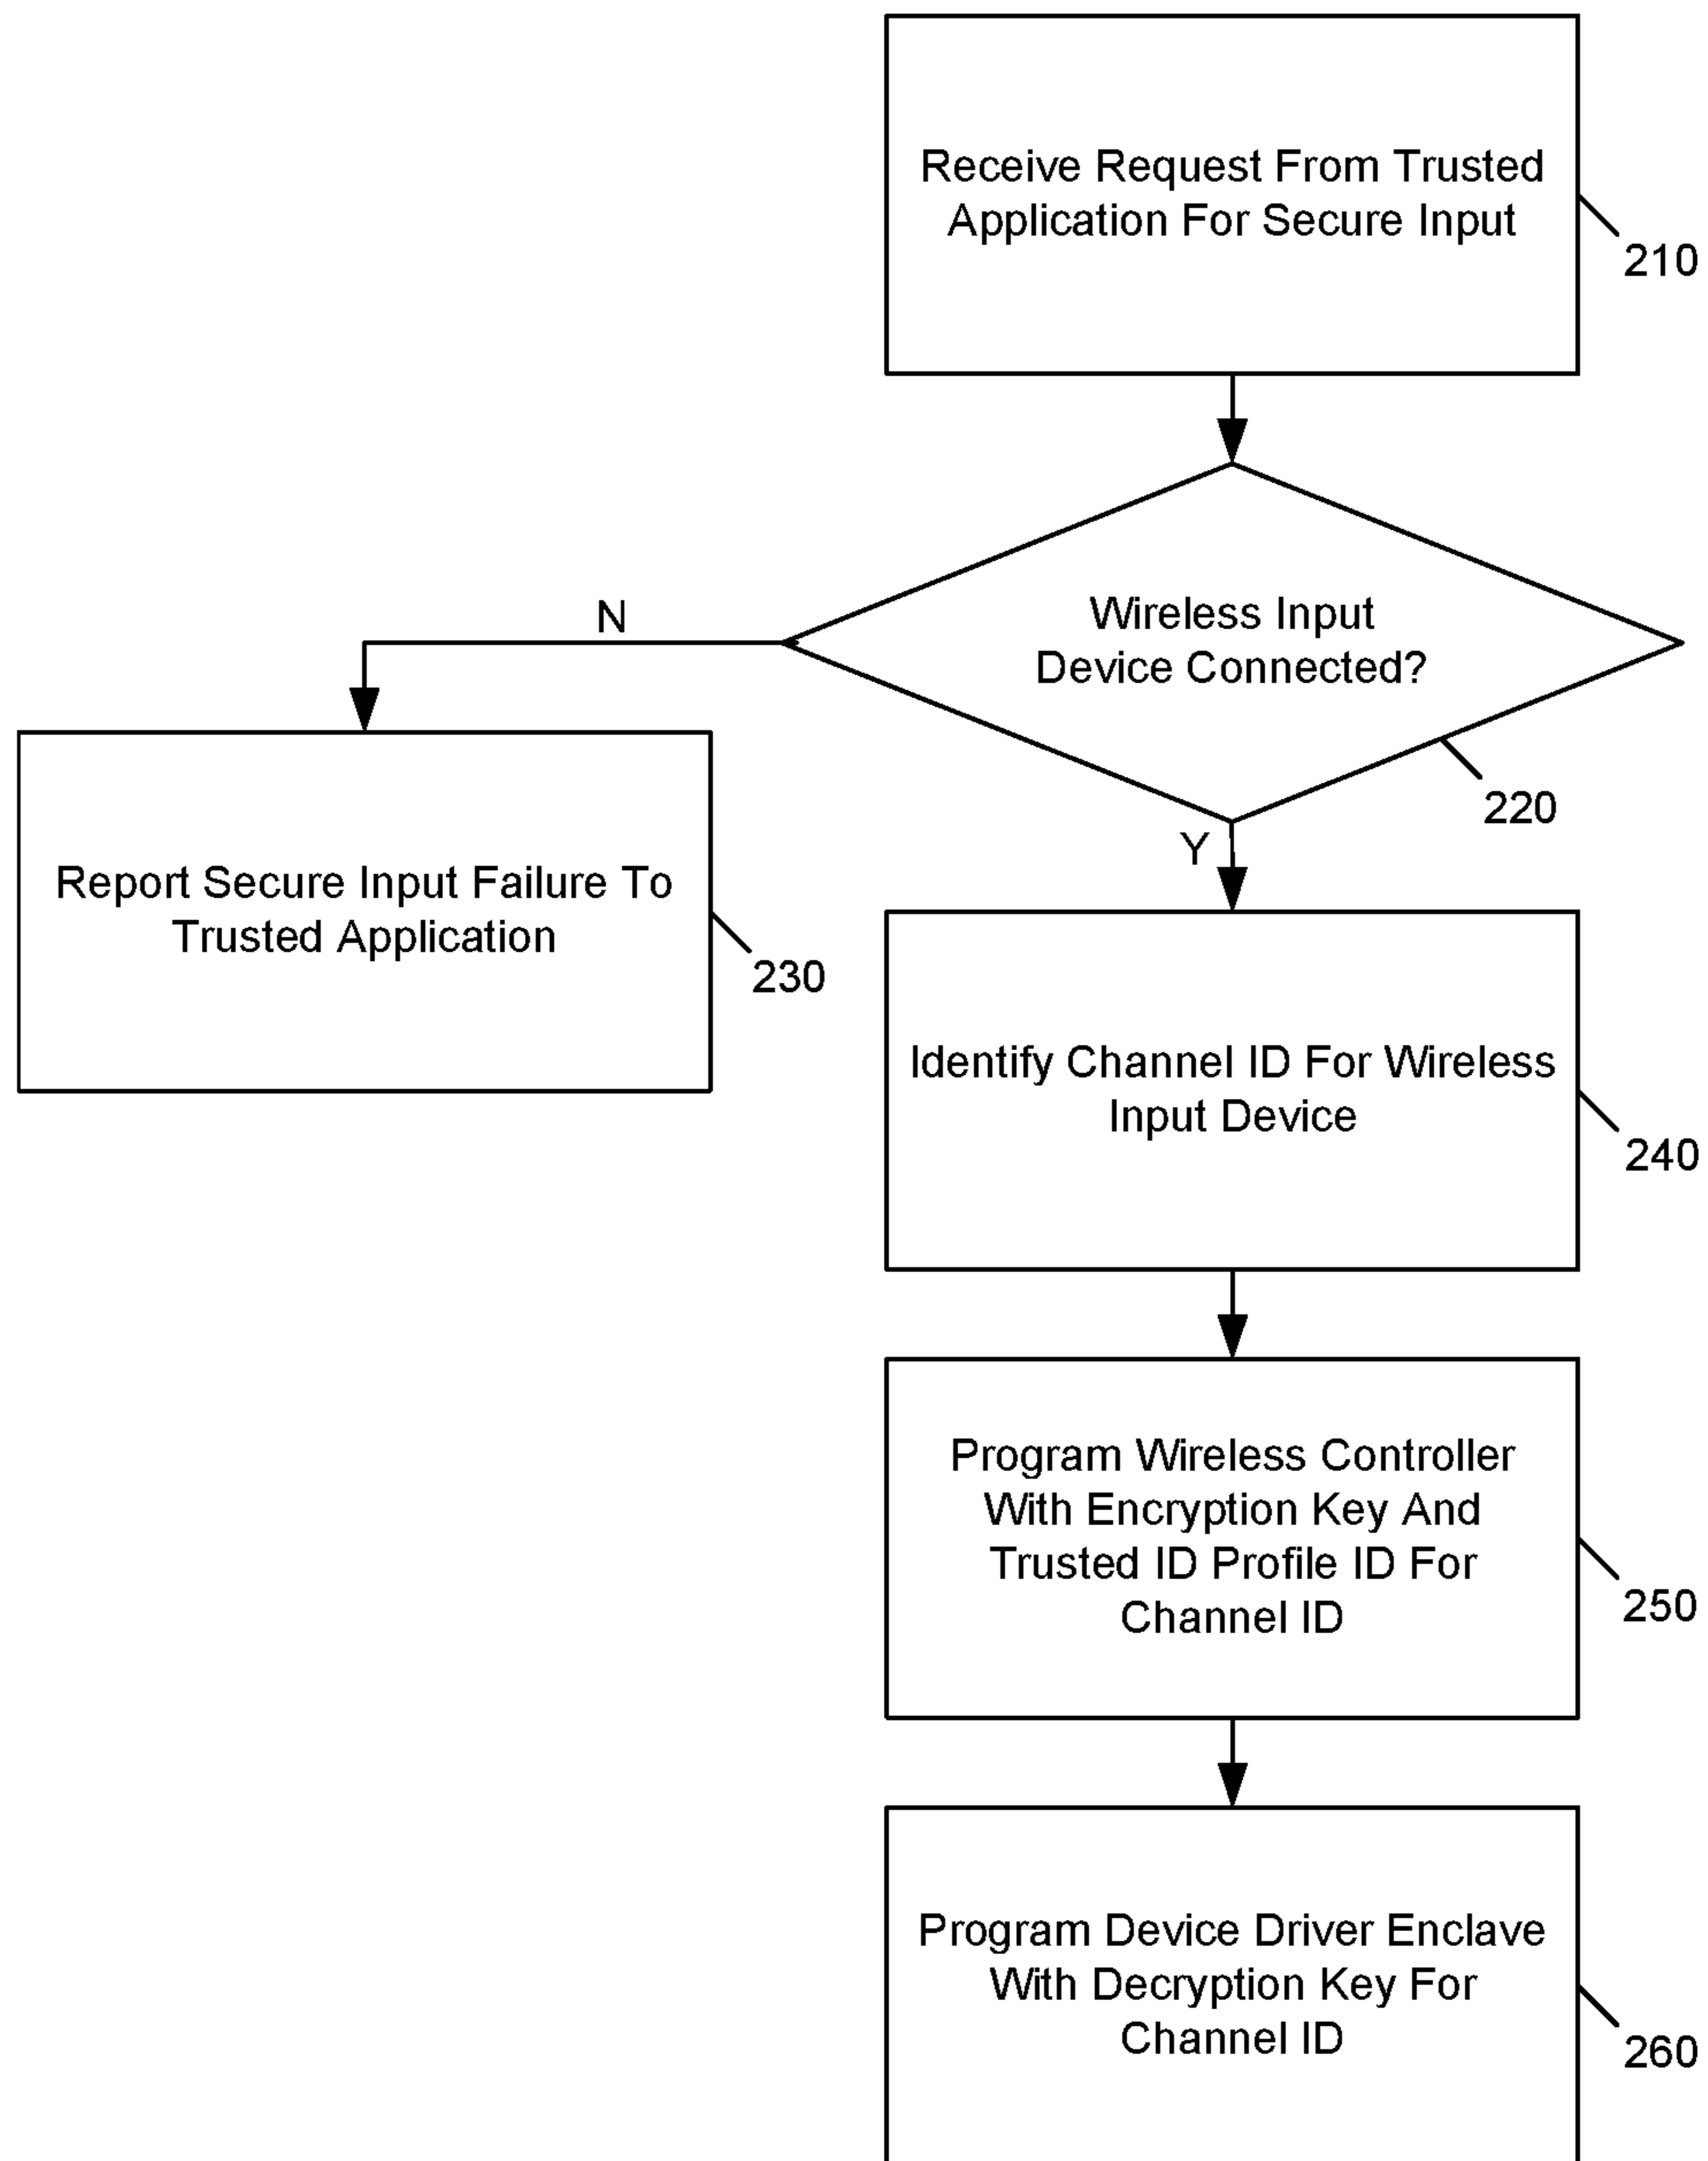 Receive Request From Trusted
Application For Secure Input
210
Wireless Input
Device Connected?
N
220
Y
Report Secure Input Failure To
Trusted Application
230
Identify Channel ID For Wireless
Input Device
240
Program Wireless Controller
With Encryption Key And
Trusted ID Profile ID For
Channel ID
250
Program Device Driver Enclave
With Decryption Key For
Channel ID
260